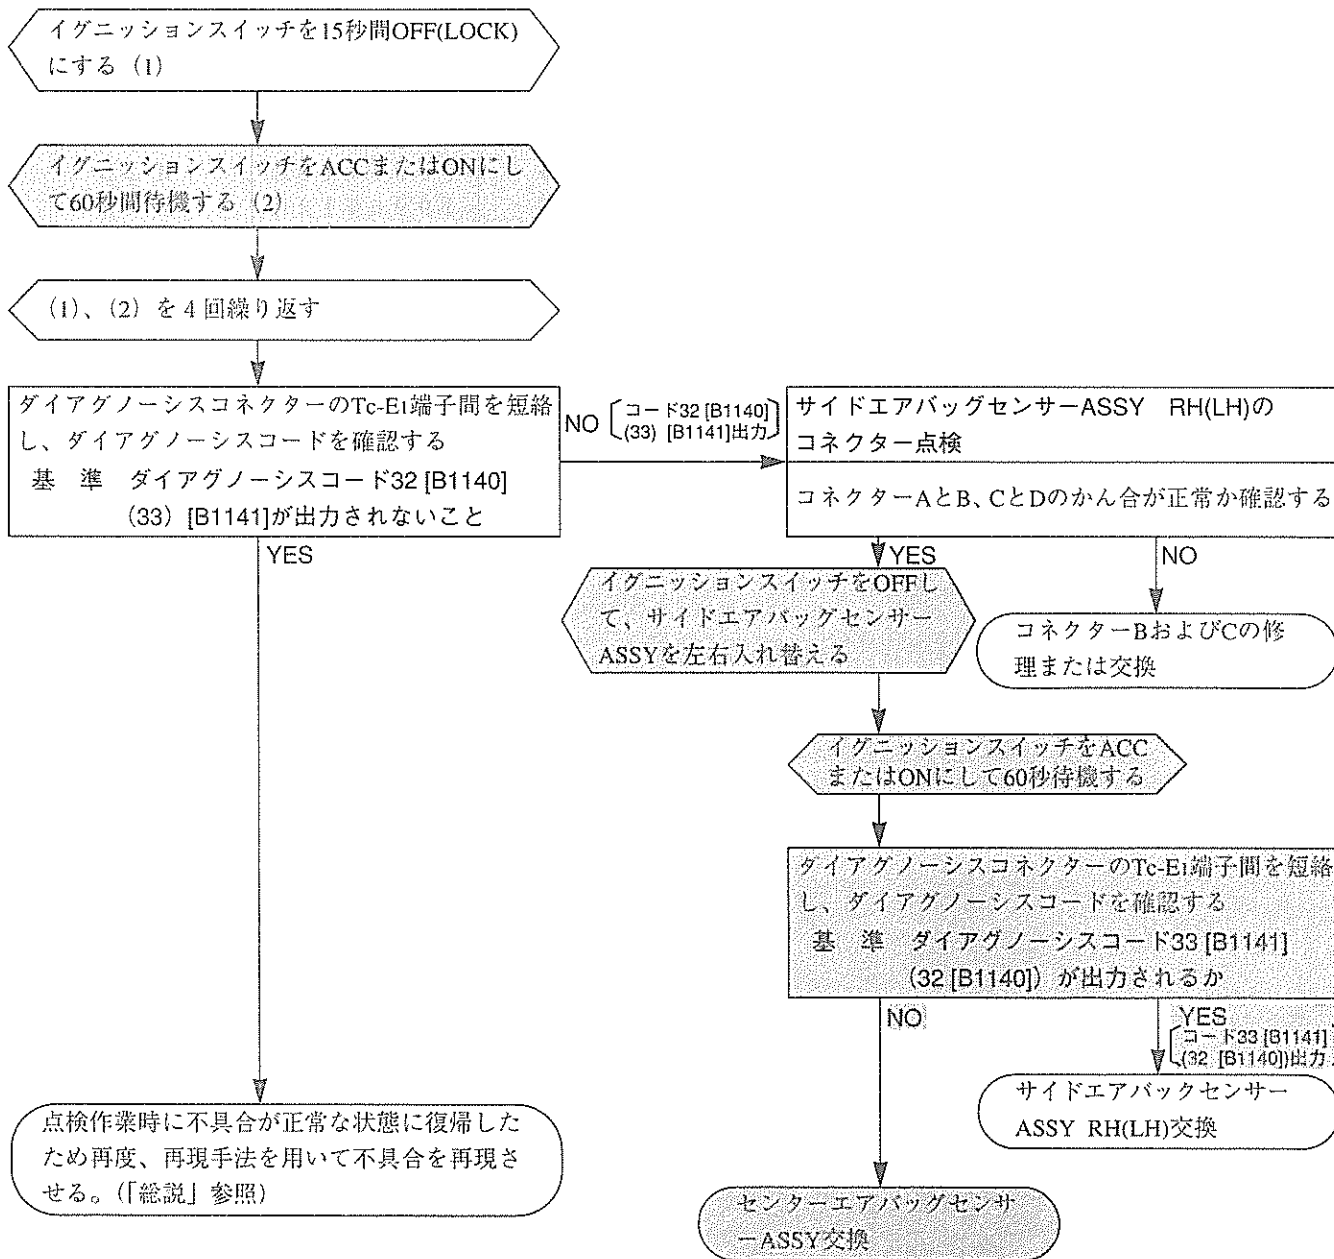 イグニッションスイッチを15秒間OFF(LOCK)
にする（1）
イグニッションスイッチをACCまたはONにし
て60秒間待機する（2）
（1）、（2）を４回繰り返す
ダイアグノーシスコネクターのTc-E1端子間を短絡
し、ダイアグノーシスコードを確認する
基　準　ダイアグノーシスコード32 [B1140]
（33）[B1141]が出力されないこと
NO
コード32 [B1140]
(33) [B1141]出力
サイドエアバッグセンサーASSY　RH(LH)の
コネクター点検
コネクターAとB、CとDのかん合が正常か確認する
YES
YES
NO
イグニッションスイッチをOFFし
て、サイドエアバッグセンサー
ASSYを左右入れ替える
コネクターBおよびCの修
理または交換
イグニッションスイッチをACC
またはONにして60秒待機する
ダイアグノーシスコネクターのTc-E1端子間を短絡
し、ダイアグノーシスコードを確認する
基　準　ダイアグノーシスコード33 [B1141]
（32 [B1140]）が出力されるか
NO
YES
コード33 [B1141]
(32 [B1140])出力
サイドエアバックセンサー
ASSY RH(LH)交換
点検作業時に不具合が正常な状態に復帰した
ため再度、再現手法を用いて不具合を再現さ
せる。（「総説」参照）
センターエアバッグセンサ
ーASSY交換